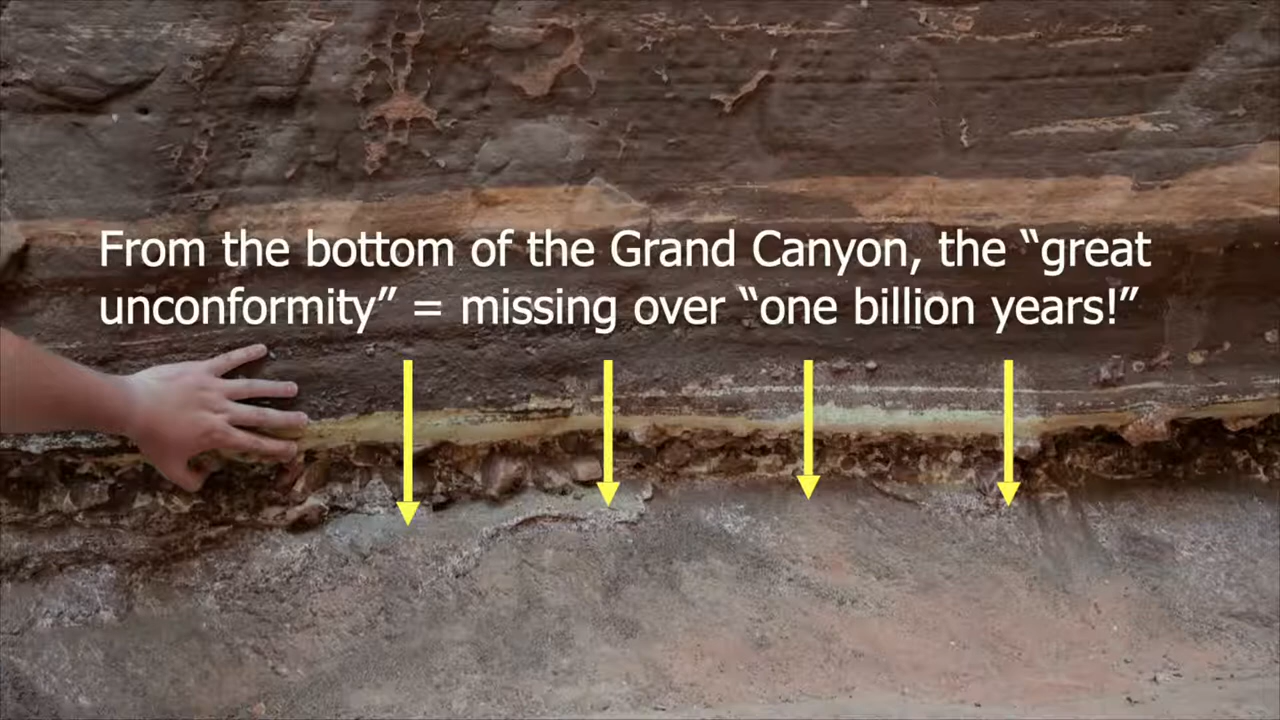 From the bottom of the Grand Canyon, the “great
unconformity” = missing over “one billion years!”